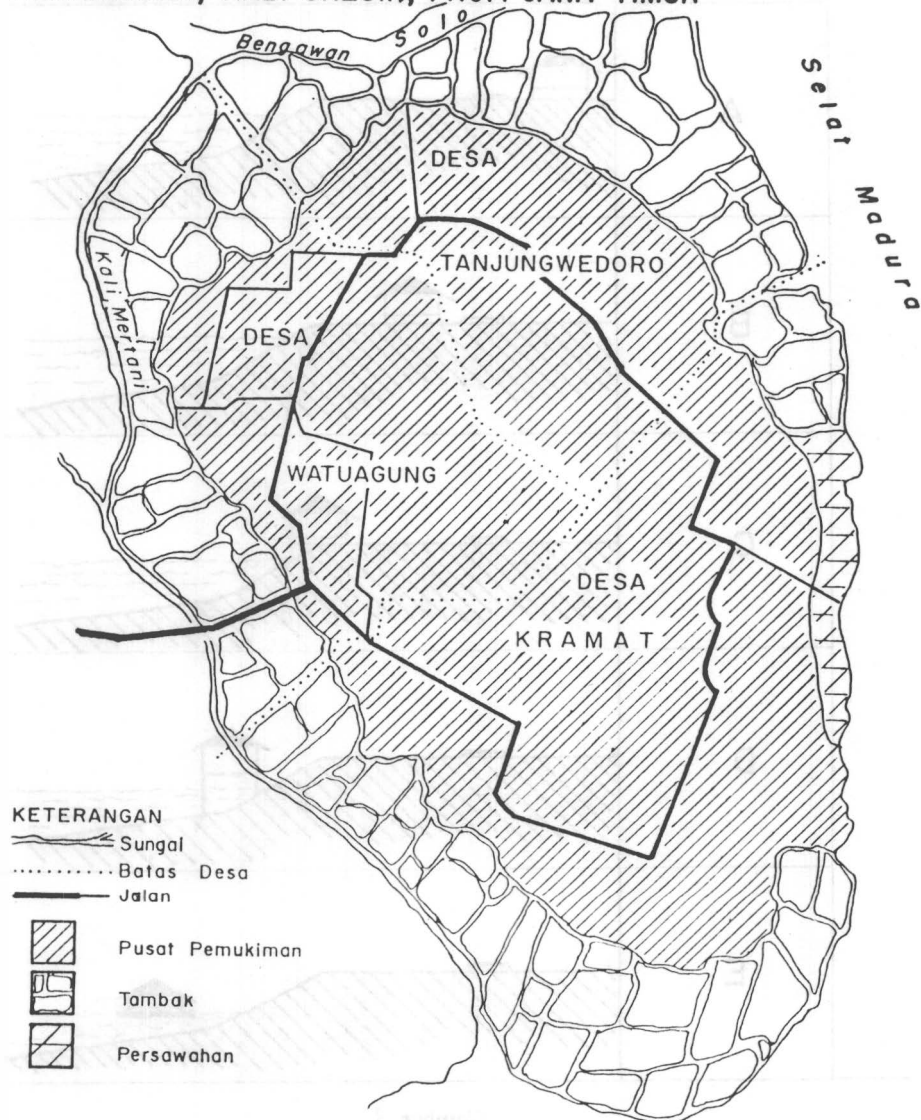 Bengawan Solo
Selat Madura
DESA
TANJUNGWEDORO
Kali Mertani
DESA
WATUAGUNG
DESA
KRAMAT
KETERANGAN
Sungai
Batas Desa
Jalan
Pusat Pemukiman
Tambak
Persawahan